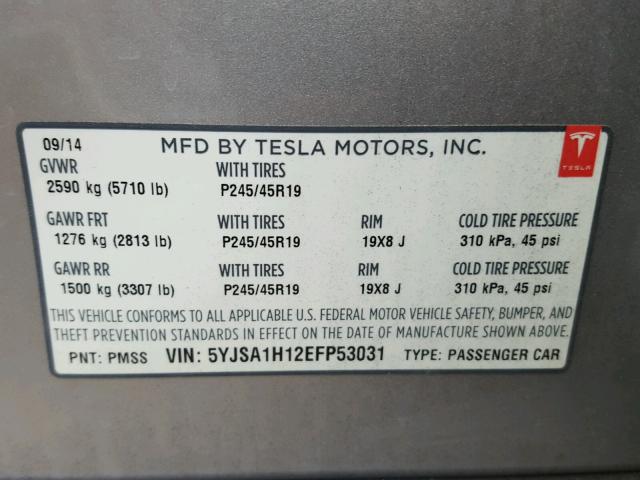 09/14 MFD BY TESLA MOTORS, INC.
TESLA
GVWR WITH TIRES
2590 kg (5710 lb) P245/45R19
GAWR FRT WITH TIRES RIM COLD TIRE PRESSURE
1276 kg (2813 lb) P245/45R19 19X8 J 310 kPa, 45 psi
GAWR RR WITH TIRES RIM COLD TIRE PRESSURE
1500 kg (3307 lb) P245/45R19 19X8 J 310 kPa, 45 psi
THIS VEHICLE CONFORMS TO ALL APPLICABLE U.S. FEDERAL MOTOR VEHICLE SAFETY, BUMPER, AND
THEFT PREVENTION STANDARDS IN EFFECT ON THE DATE OF MANUFACTURE SHOWN ABOVE.
PNT: PMSS VIN: 5YJSA1H12EFP53031 TYPE: PASSENGER CAR